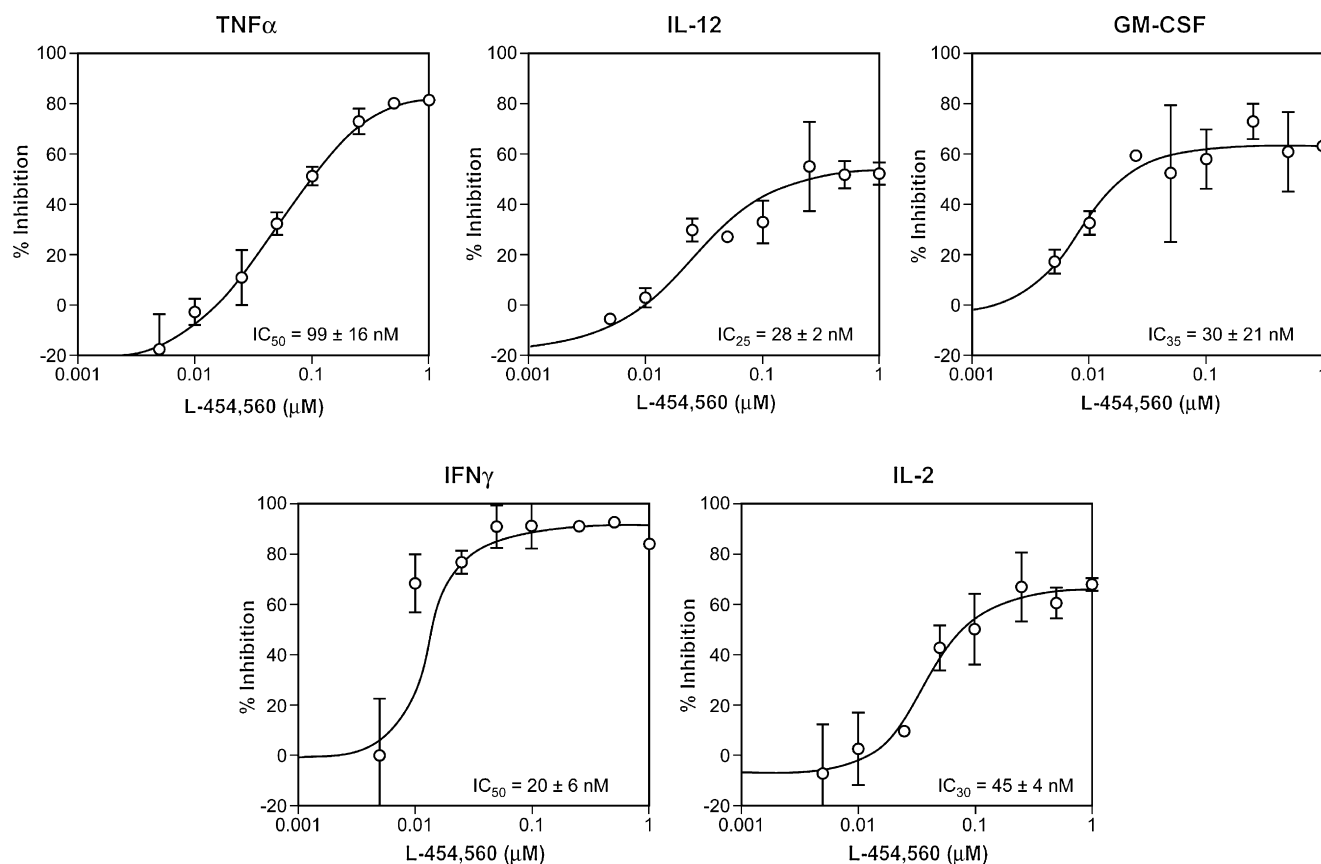 TNFα
IL-12
GM-CSF
100
80
60
40
20
0
-20
% Inhibition
IC50 = 99 ± 16 nM
0.001
0.01
0.1
1
L-454,560 (μM)
100
80
60
40
20
0
-20
% Inhibition
IC25 = 28 ± 2 nM
0.001
0.01
0.1
1
L-454,560 (μM)
100
80
60
40
20
0
-20
% Inhibition
IC35 = 30 ± 21 nM
0.001
0.01
0.1
1
L-454,560 (μM)
IFNγ
IL-2
100
80
60
40
20
0
-20
% Inhibition
IC50 = 20 ± 6 nM
0.001
0.01
0.1
1
L-454,560 (μM)
100
80
60
40
20
0
-20
% Inhibition
IC30 = 45 ± 4 nM
0.001
0.01
0.1
1
L-454,560 (μM)